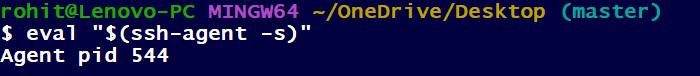 rohit@Lenovo-PC MINGW64 ~/OneDrive/Desktop (master)
$ eval "$(ssh-agent -s)"
Agent pid 544